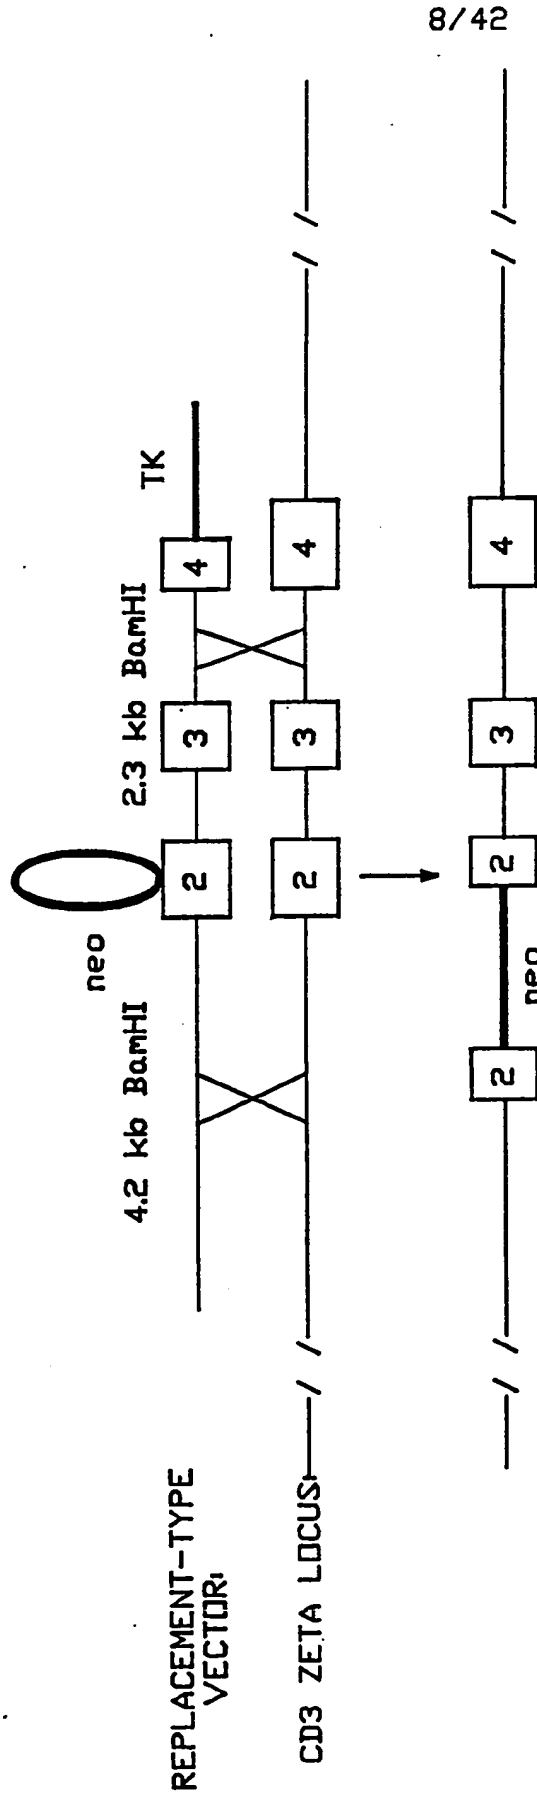 8/42
neo
4.2 kb BamHI
2.3 kb BamHI
TK
REPLACEMENT-TYPE
VECTOR:
2
3
4
CD3 ZETA LOCUS:
2
3
4
2
neo
2
3
4